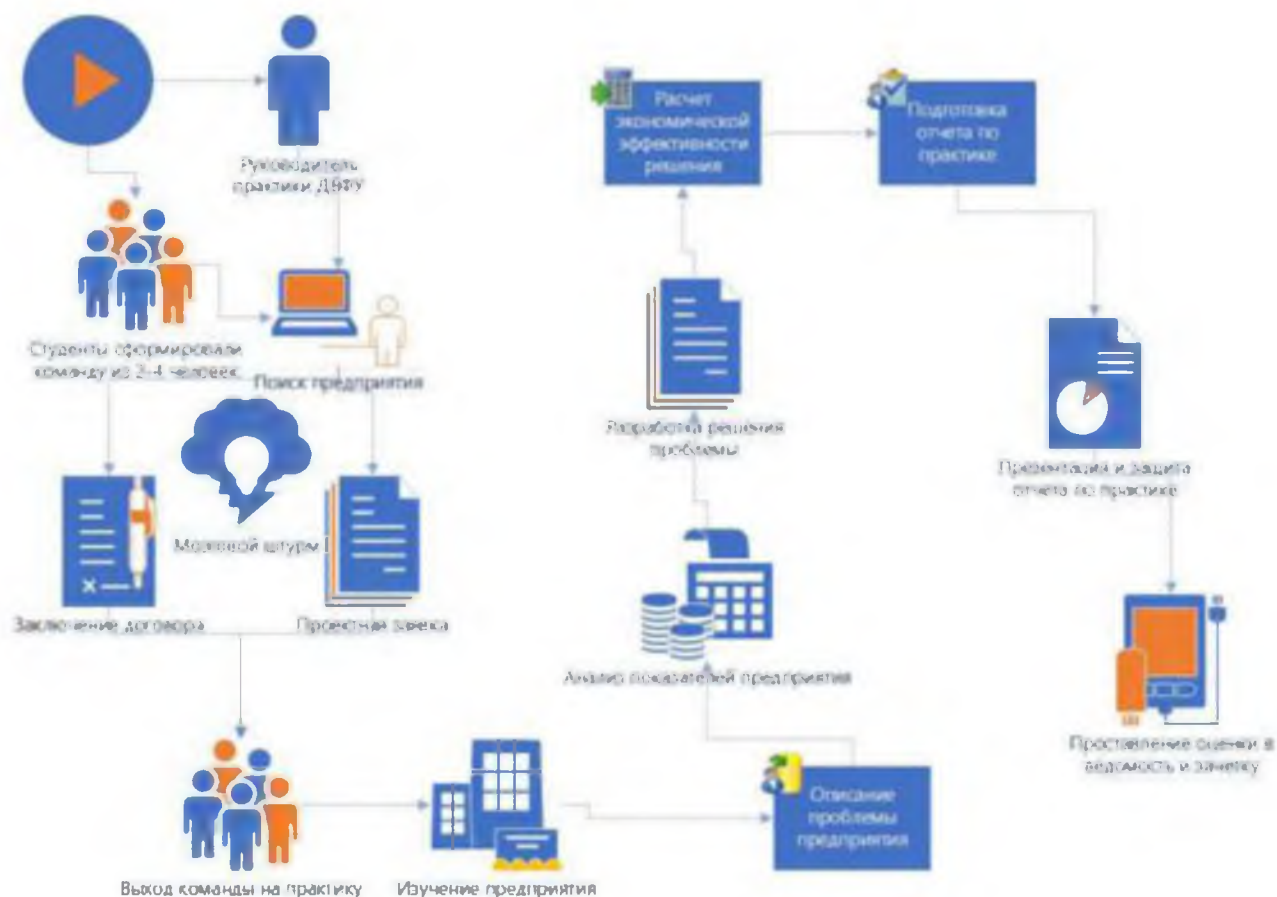 Руководитель
практики ДВФУ
Студенты сформировали
команду из 2-4 человек
Поиск предприятия
Мозговой штурм
Заключение договора
Проектная заявка
Выход команды на практику
Изучение предприятия
Описание
проблемы
предприятия
Анализ показателей предприятия
Разработка решения
проблемы
Расчет
экономической
эффективности
решения
Подготовка
отчета по
практике
Презентация и защита
отчета по практике
Проставление оценки в
ведомость и зачетку